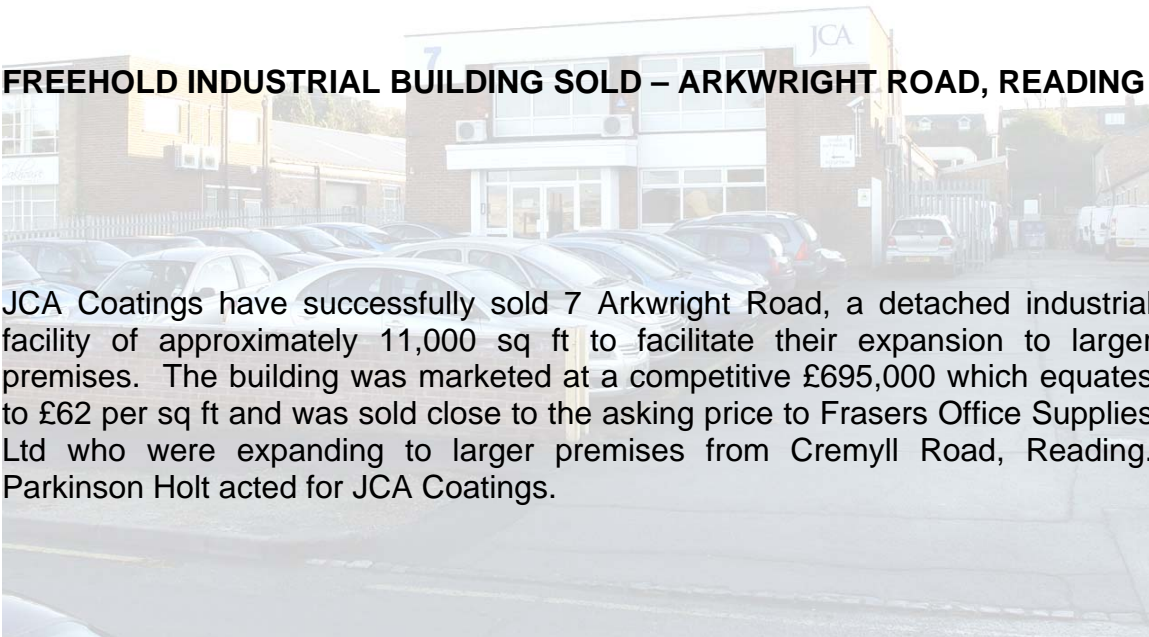 JCA
7
FREEHOLD INDUSTRIAL BUILDING SOLD – ARKWRIGHT ROAD, READING
JCA Coatings have successfully sold 7 Arkwright Road, a detached industrial
facility of approximately 11,000 sq ft to facilitate their expansion to larger
premises. The building was marketed at a competitive £695,000 which equates
to £62 per sq ft and was sold close to the asking price to Frasers Office Supplies
Ltd who were expanding to larger premises from Cremyll Road, Reading.
Parkinson Holt acted for JCA Coatings.